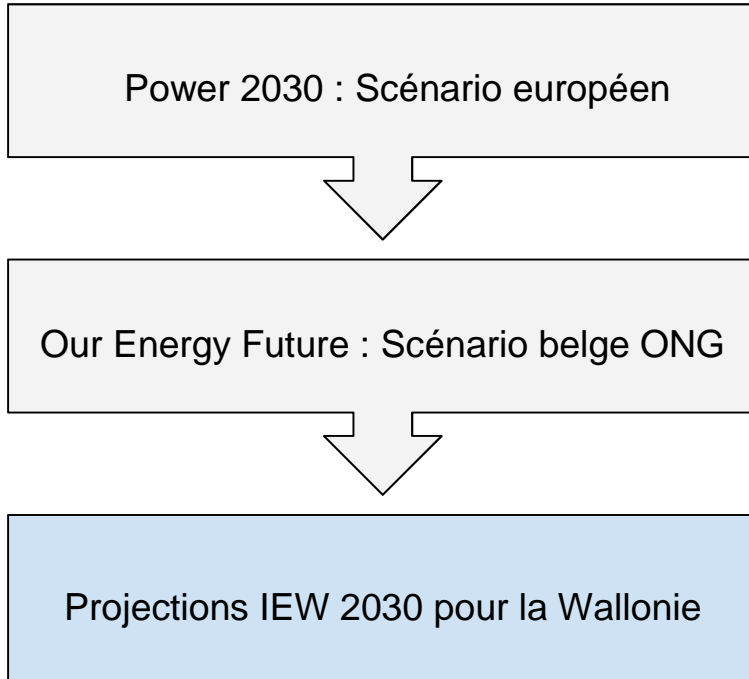 Power 2030 : Scénario européen
Our Energy Future : Scénario belge ONG
Projections IEW 2030 pour la Wallonie